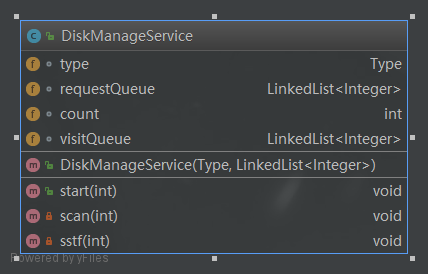 DiskManageService
type Type
requestQueue LinkedList<Integer>
count int
visitQueue LinkedList<Integer>
DiskManageService(Type, LinkedList<Integer>)
start(int) void
scan(int) void
sstf(int) void
Powered by yFiles